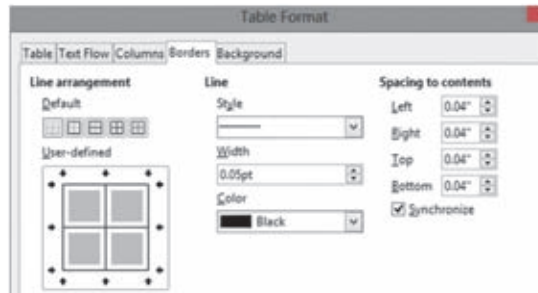 Table Format
Table Text Flow Columns Borders Background
Line arrangement
Default
User-defined
Line
Style
Width
0.05pt
Color
Black
Spacing to contents
Left 0.04"
Right 0.04"
Top 0.04"
Bottom 0.04"
Synchronize